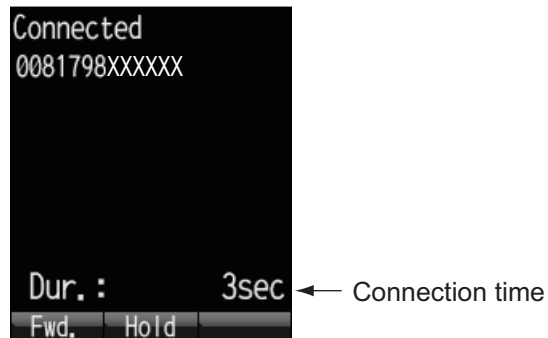 Connected
0081798XXXXXX
Dur.: 3sec
Connection time
Fwd. Hold